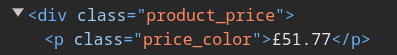 <div class="product_price">
<p class="price_color">£51.77</p>